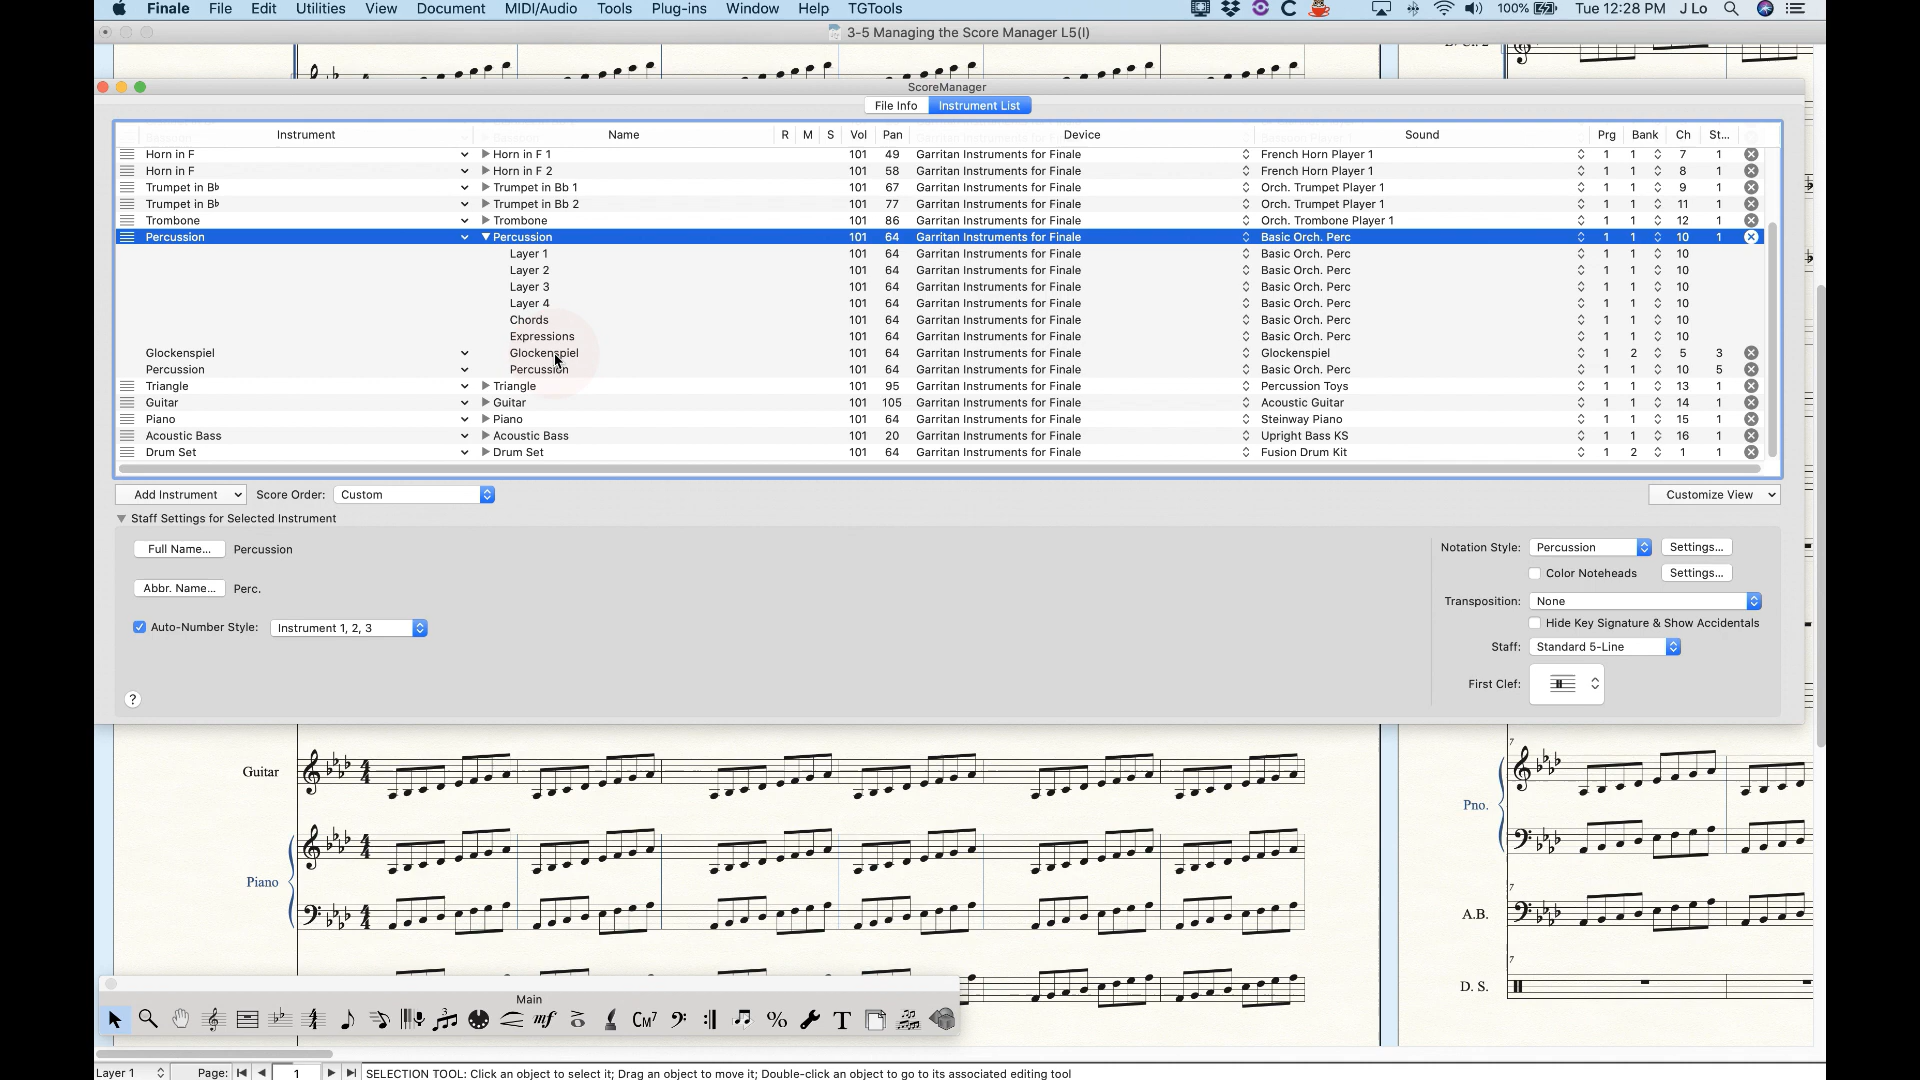 Finale File Edit Utilities View Document MIDI/Audio Tools Plug-ins Window Help TGTools 100% Tue 12:28 PM J Lo
3-5 Managing the Score Manager L5(I)
ScoreManager
File Info Instrument List
Instrument Name R M S Vol Pan Device Sound Prg Bank Ch St...
Horn in F Horn in F 1 101 49 Garritan Instruments for Finale French Horn Player 1 1 1 7 1
Horn in F Horn in F 2 101 58 Garritan Instruments for Finale French Horn Player 1 1 1 8 1
Trumpet in B♭ Trumpet in Bb 1 101 67 Garritan Instruments for Finale Orch. Trumpet Player 1 1 1 9 1
Trumpet in B♭ Trumpet in Bb 2 101 77 Garritan Instruments for Finale Orch. Trumpet Player 1 1 1 11 1
Trombone Trombone 101 86 Garritan Instruments for Finale Orch. Trombone Player 1 1 1 12 1
Percussion Percussion 101 64 Garritan Instruments for Finale Basic Orch. Perc 1 1 10 1
Layer 1 101 64 Garritan Instruments for Finale Basic Orch. Perc 1 1 10
Layer 2 101 64 Garritan Instruments for Finale Basic Orch. Perc 1 1 10
Layer 3 101 64 Garritan Instruments for Finale Basic Orch. Perc 1 1 10
Layer 4 101 64 Garritan Instruments for Finale Basic Orch. Perc 1 1 10
Chords 101 64 Garritan Instruments for Finale Basic Orch. Perc 1 1 10
Expressions 101 64 Garritan Instruments for Finale Basic Orch. Perc 1 1 10
Glockenspiel Glockenspiel 101 64 Garritan Instruments for Finale Glockenspiel 1 2 5 3
Percussion Percussion 101 64 Garritan Instruments for Finale Basic Orch. Perc 1 1 10 5
Triangle Triangle 101 95 Garritan Instruments for Finale Percussion Toys 1 1 13 1
Guitar Guitar 101 105 Garritan Instruments for Finale Acoustic Guitar 1 1 14 1
Piano Piano 101 64 Garritan Instruments for Finale Steinway Piano 1 1 15 1
Acoustic Bass Acoustic Bass 101 20 Garritan Instruments for Finale Upright Bass KS 1 1 16 1
Drum Set Drum Set 101 64 Garritan Instruments for Finale Fusion Drum Kit 1 2 1 1
Add Instrument Score Order: Custom Customize View
Staff Settings for Selected Instrument
Full Name... Percussion Notation Style: Percussion Settings...
Color Noteheads Settings...
Abbr. Name... Perc.
Transposition: None
Hide Key Signature & Show Accidentals
Auto-Number Style: Instrument 1, 2, 3
Staff: Standard 5-Line
First Clef:
?
7
Guitar
Pno.
Piano
7
A.B.
7
D. S.
Main
mf CM7 % T
Layer 1 Page: 1 SELECTION TOOL: Click an object to select it; Drag an object to move it; Double-click an object to go to its associated editing tool